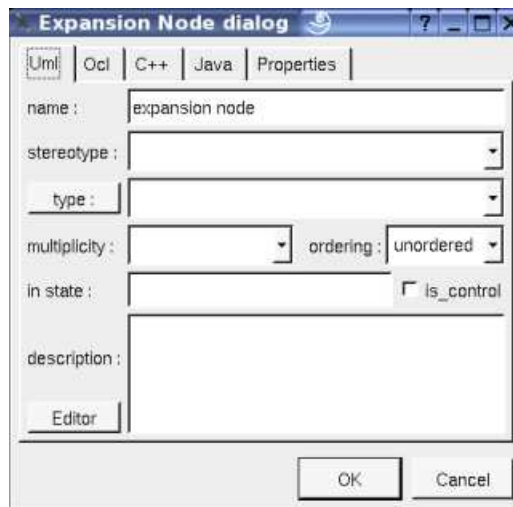 Expansion Node dialog ? _
Uml Ocl C++ Java Properties
name : expansion node
stereotype :
type :
multiplicity : ordering : unordered
in state : is_control
description :
Editor
OK Cancel